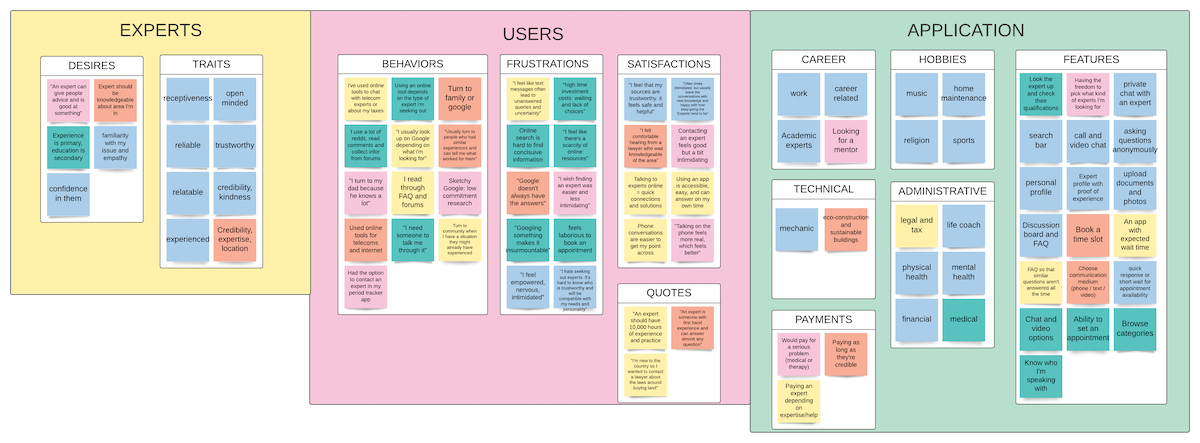 EXPERTS
DESIRES
"An expert can
give people
advice and is
good at
something"
Expert should
be
knowledgeable
about area I'm
in
Experience
is primary,
education is
secondary
familiarity
with my
issue and
empathy
confidence
in them
TRAITS
receptiveness
open
minded
reliable
trustworthy
relatable
credibility,
kindness
experienced
Credibility,
expertise,
location
USERS
BEHAVIORS
I've used online
tools to chat
with telecom
experts or
about my taxes
Using an online
tool depends
on the type of
expert I'm
seeking out
Turn to
family or
google
I use a lot of
reddit, read
comments and
collect infor
from forums
"I usually look
up on Google
depending on
what I'm
looking for"
"Usually turn to
people who had
similar
experiences and
can tell me what
worked for them"
"I turn to my
dad because
he knows a
lot"
I read
through
FAQ and
forums
Sketchy
Google: low
commitment
research
Used online
tools for
telecoms
and internet
"I need
someone to
talk me
through it"
Turn to
community when
I have a situation
they might
already have
experienced
Had the option
to contact an
expert in my
period tracker
app
FRUSTRATIONS
"I feel like text
messages often
lead to
unanswered
queries and
uncertainty"
"high time
investment
costs: waiting
and lack of
choices"
Online
search is
hard to find
conclsuive
information
"I feel like
there's a
scarcity of
online
resources"
"Google
doesn't
always have
the answers"
"I wish finding
an expert was
easier and
less
intimidating"
"Googling
something
makes it
insurmountable"
feels
laborious to
book an
appointment
"I feel
empowered,
nervous,
intimidated"
"I hate seeking
out experts. It's
hard to know who
is trustworthy and
will be
compatible with
my needs and
personality"
SATISFACTIONS
"I feel that my
sources are
trustworthy. it
feels safe and
helpful"
"Often times
intimidated, but
usually leave the
conversations with
new knowledge and
happy with how
"I felt
comfortable
hearing from a
lawyer who was
knowledgeable
of the area"
Contacting
an expert
feels good
but a bit
intimidating
Talking to
experts online
= quick
connections
and solutions
Using an app
is accessible,
easy, and can
answer on my
own time
Phone
conversations
are easier to
get my point
across
"Talking on the
phone feels
more real,
which feels
better"
QUOTES
"An expert
should have
10,000 hours
of experience
and practice
"An expert is
someone with
first hand
experience and
can answer
almost any
question"
"I'm new to the
country so I
wanted to contact
a lawyer about
the laws around
buying land"
APPLICATION
CAREER
work
career
related
Academic
experts
Looking
for a
mentor
TECHNICAL
mechanic
eco-construction
and
sustainable
buildings
PAYMENTS
Would pay for
a serious
problem
(medical or
therapy)
Paying as
long as
they're
credible
Paying an
expert
depending
on
expertise/help
HOBBIES
music
home
maintenance
religion
sports
ADMINISTRATIVE
legal and
tax
life coach
physical
health
mental
health
financial
medical
FEATURES
Look the
expert up
and check
their
qualifications
Having the
freedom to
pick what kind
of experts I'm
looking for
private
chat with
an expert
search
bar
call and
video chat
asking
questions
anonymously
personal
profile
Expert
profile with
proof of
experience
upload
documents
and
photos
Discussion
board and
FAQ
Book a
time slot
An app
with
expected
wait time
FAQ so that
similar
questions aren't
answered all
the time
Choose
communication
medium
(phone / text /
video)
quick
response or
short wait for
appointment
availability
Chat and
video
options
Ability to
set an
appointment
Browse
categories
Know who
I'm
speaking
with